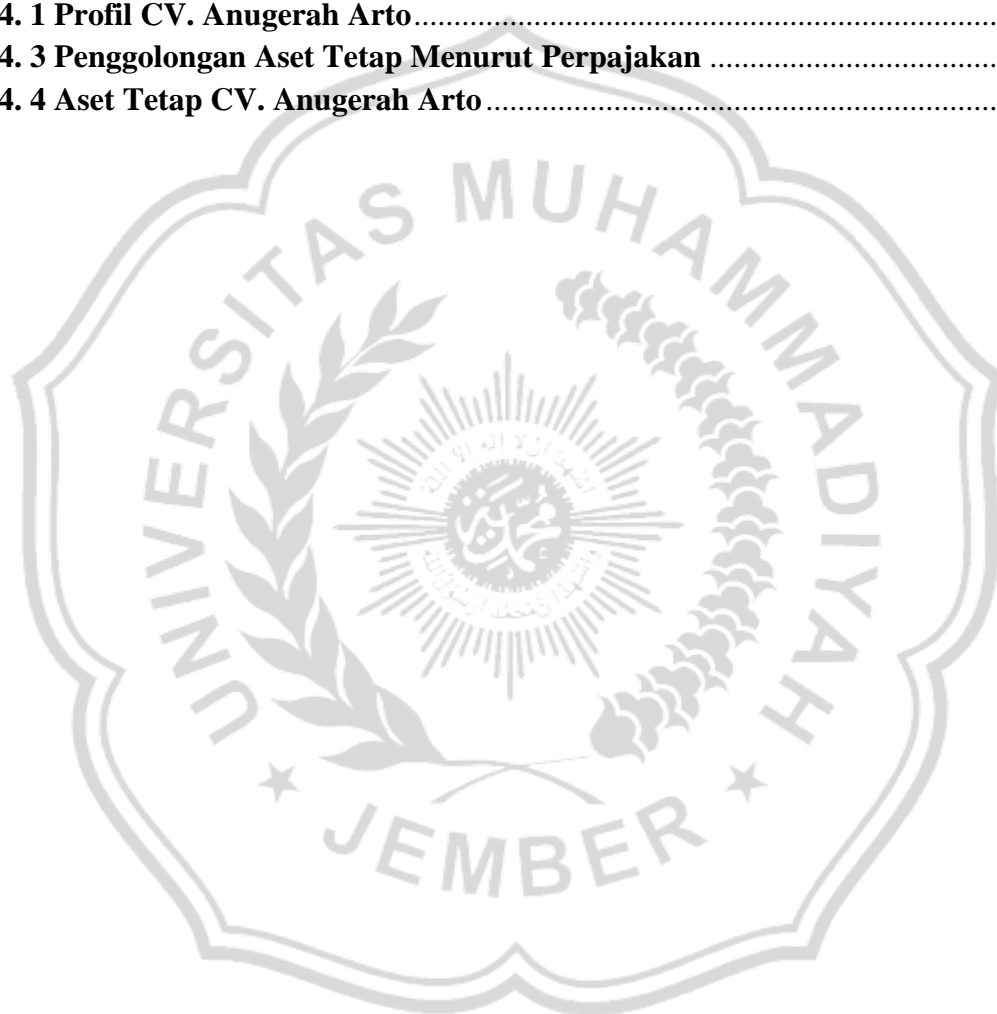 4. 1 Profil CV. Anugerah Arto.......................................................................
4. 3 Penggolongan Aset Tetap Menurut Perpajakan ....................................
4. 4 Aset Tetap CV. Anugerah Arto................................................................
UNIVERSITAS MUHAMMADIYAH
JEMBER